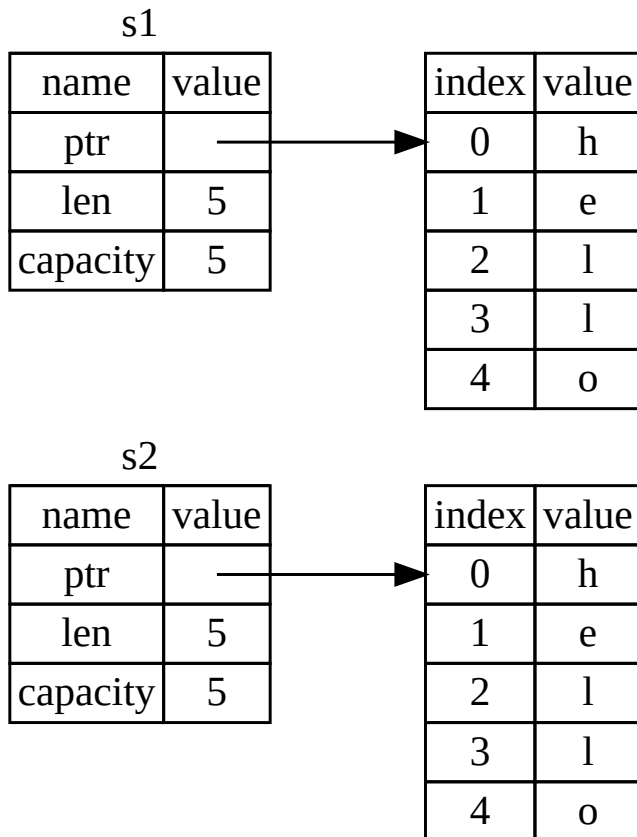 s1
name value
ptr
len 5
capacity 5
index value
0 h
1 e
2 l
3 l
4 o
s2
name value
ptr
len 5
capacity 5
index value
0 h
1 e
2 l
3 l
4 o